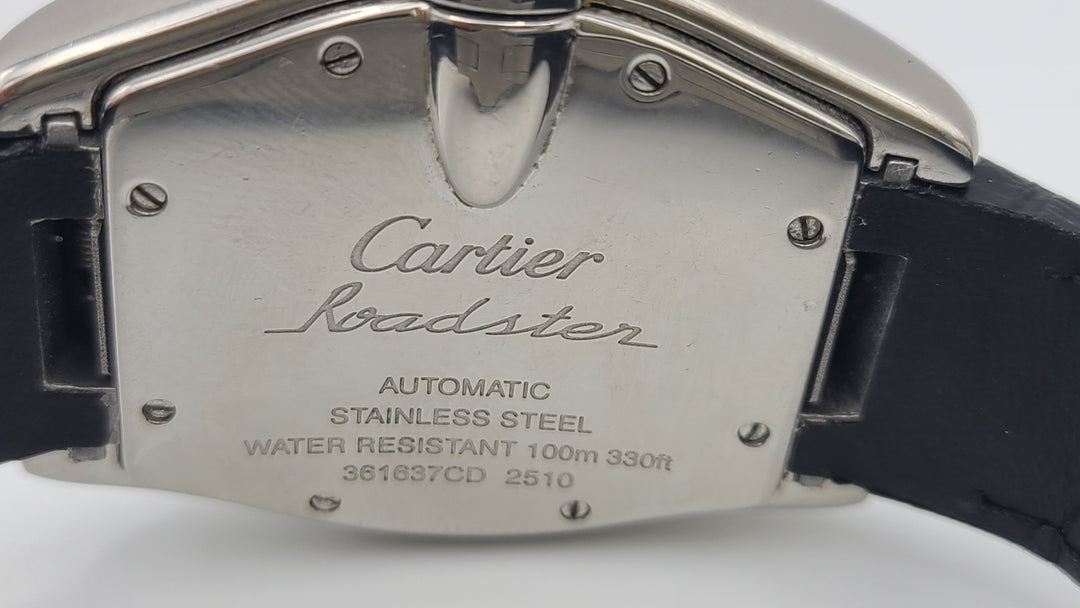 Cartier
Roadster
AUTOMATIC
STAINLESS STEEL
WATER RESISTANT 100m 330ft
361637CD 2510